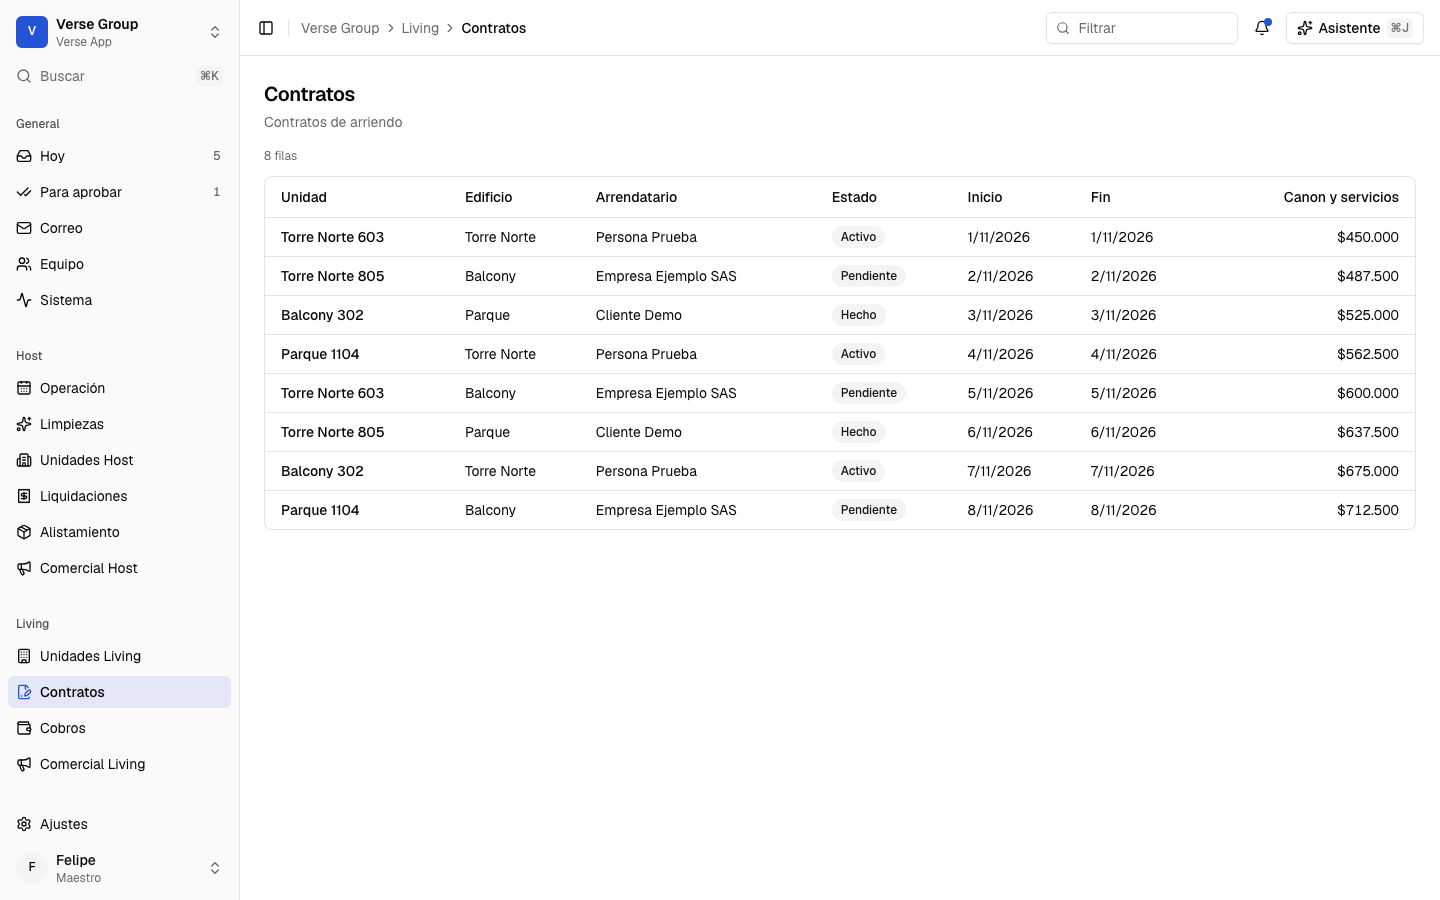 V Verse Group
Verse App
Buscar ⌘K
General
Hoy 5
Para aprobar 1
Correo
Equipo
Sistema
Host
Operación
Limpiezas
Unidades Host
Liquidaciones
Alistamiento
Comercial Host
Living
Unidades Living
Contratos
Cobros
Comercial Living
Ajustes
F Felipe
Maestro
Verse Group > Living > Contratos
Filtrar
Asistente ⌘J
Contratos
Contratos de arriendo
8 filas
Unidad Edificio Arrendatario Estado Inicio Fin Canon y servicios
Torre Norte 603 Torre Norte Persona Prueba Activo 1/11/2026 1/11/2026 $450.000
Torre Norte 805 Balcony Empresa Ejemplo SAS Pendiente 2/11/2026 2/11/2026 $487.500
Balcony 302 Parque Cliente Demo Hecho 3/11/2026 3/11/2026 $525.000
Parque 1104 Torre Norte Persona Prueba Activo 4/11/2026 4/11/2026 $562.500
Torre Norte 603 Balcony Empresa Ejemplo SAS Pendiente 5/11/2026 5/11/2026 $600.000
Torre Norte 805 Parque Cliente Demo Hecho 6/11/2026 6/11/2026 $637.500
Balcony 302 Torre Norte Persona Prueba Activo 7/11/2026 7/11/2026 $675.000
Parque 1104 Balcony Empresa Ejemplo SAS Pendiente 8/11/2026 8/11/2026 $712.500